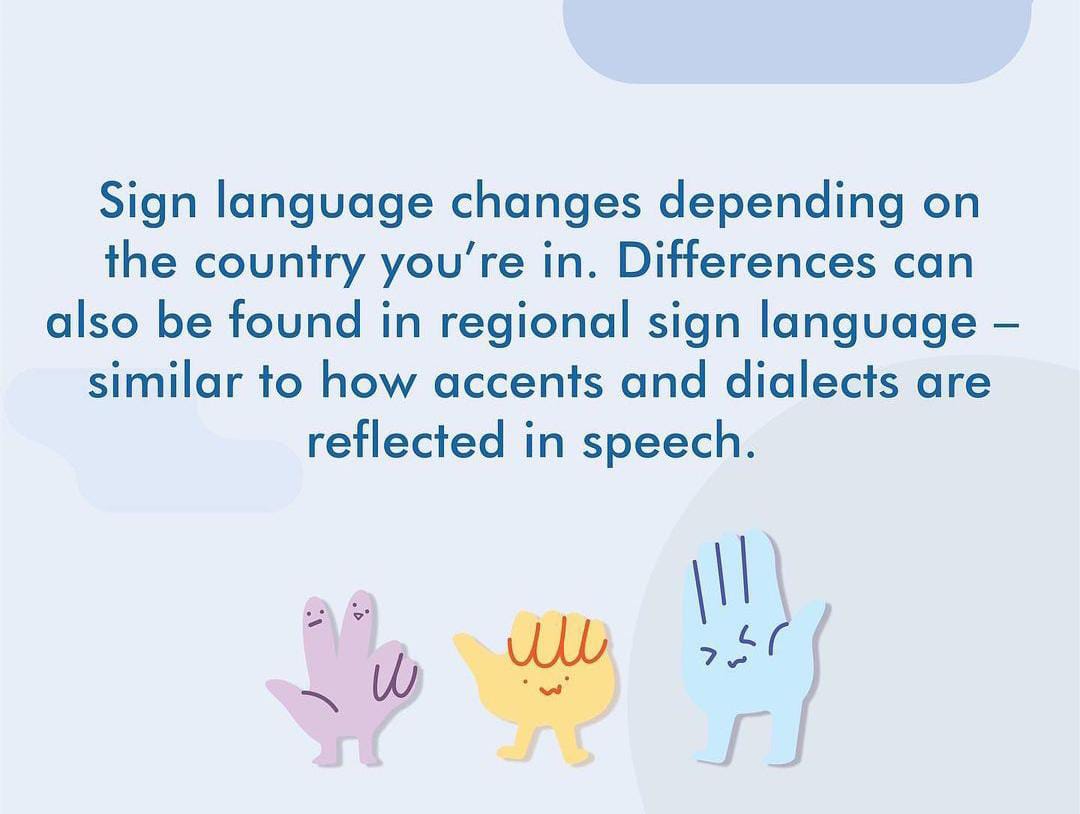 Sign language changes depending on
the country you’re in. Differences can
also be found in regional sign language –
similar to how accents and dialects are
reflected in speech.